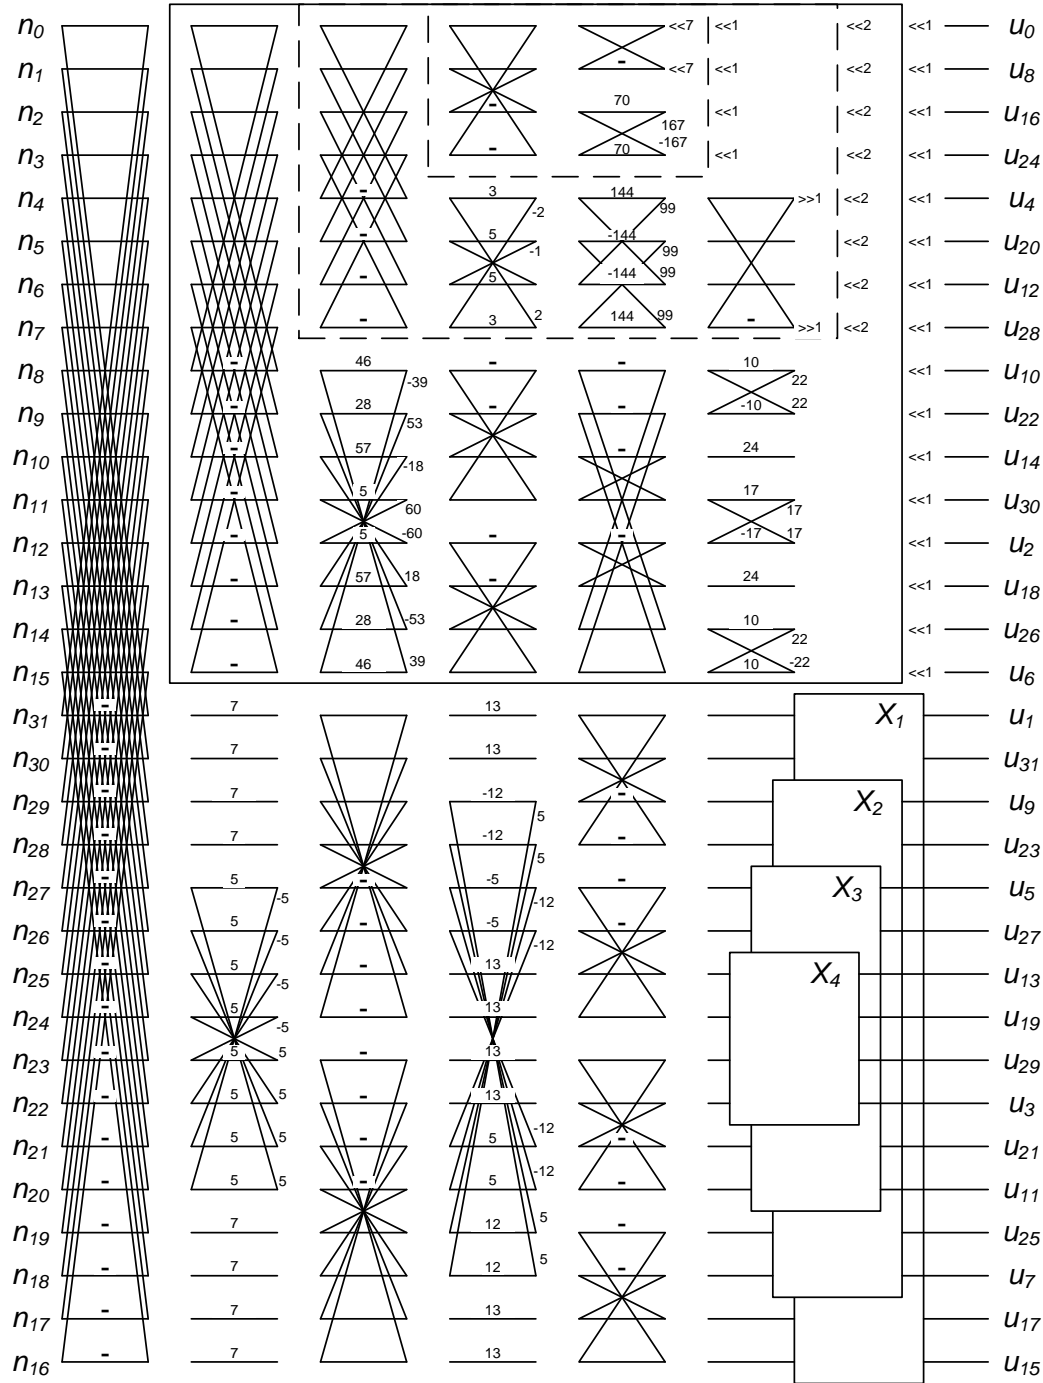 n0 <<7 <<1 <<2 <<1 u0
n1 - <<7 <<1 <<2 <<1 u8
n2 - 70 <<1 <<2 <<1 u16
167
-167
n3 - 70 <<1 <<2 <<1 u24
n4 - 3 144 >>1 <<2 <<1 u4
-2 99
n5 - 5 -144 <<2 <<1 u20
-1 99
n6 - 5 -144 <<2 <<1 u12
99
n7 - 3 2 144 99 - >>1 <<2 <<1 u28
n8 - 46 - - 10 <<1 u10
-39 22
n9 - 28 - - -10 22 <<1 u22
53
n10 - 57 - 24 <<1 u14
-18
n11 - 5 17 <<1 u30
60 17
n12 - 5 -60 - - -17 17 <<1 u2
n13 - 57 18 - 24 <<1 u18
n14 - 28 -53 10 <<1 u26
22
n15 - 46 39 10 -22 <<1 u6
n31 - 7 13 X1 u1
n30 - 7 13 u31
n29 - 7 -12 - X2 u9
5
n28 - 7 -12 - u23
5
n27 - 5 - -5 - X3 u5
-5 -12
n26 - 5 - -5 - u27
-5 -12
n25 - 5 - 13 X4 u13
-5
n24 - 5 13 u19
-5
n23 - 5 5 - 13 u29
n22 - 5 5 - 13 u3
n21 - 5 5 - 5 -12 - u21
n20 - 5 5 - 5 -12 - u11
n19 - 7 12 5 - u25
n18 - 7 12 5 - u7
n17 - 7 13 u17
n16 - 7 13 u15